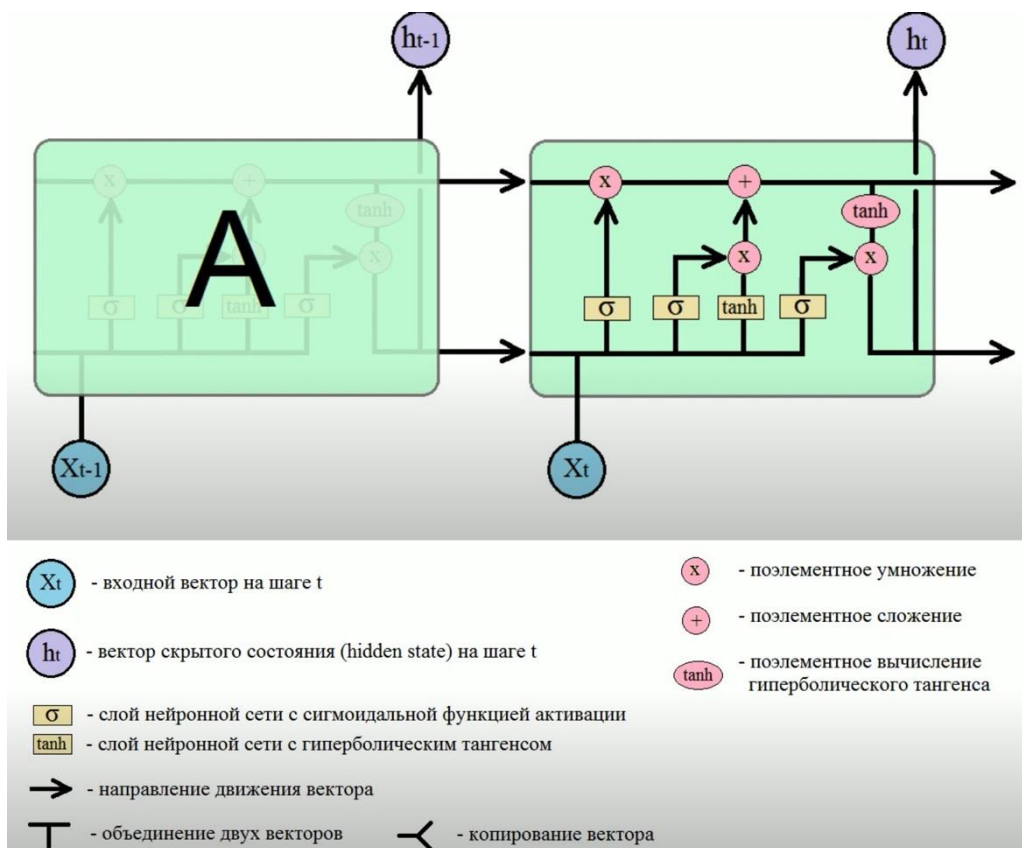 ht-1
ht
x
+
tanh
x
σ
σ
tanh
σ
A
x
+
tanh
x
x
σ
σ
tanh
σ
Xt-1
Xt
Xt - входной вектор на шаге t
ht - вектор скрытого состояния (hidden state) на шаге t
σ - слой нейронной сети с сигмоидальной функцией активации
tanh - слой нейронной сети с гиперболическим тангенсом
- направление движения вектора
- объединение двух векторов
- копирование вектора
x - поэлементное умножение
+ - поэлементное сложение
tanh - поэлементное вычисление
гиперболического тангенса